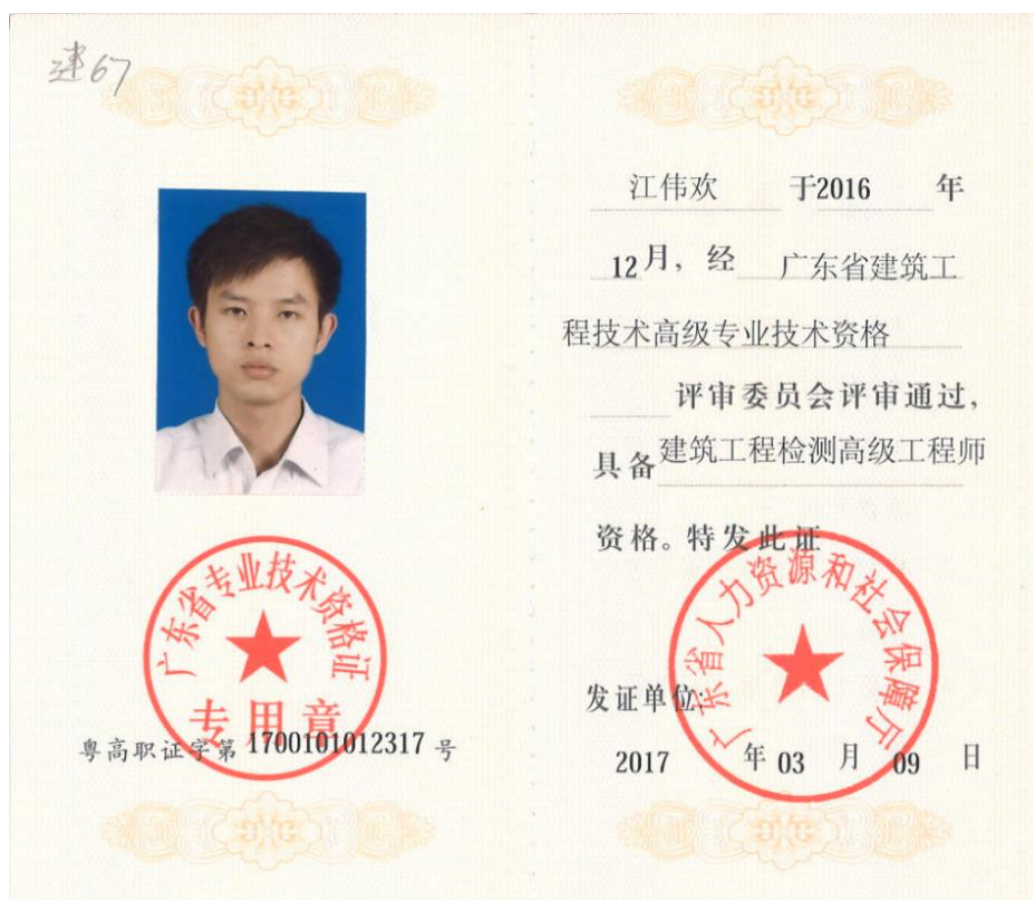 建67
广东省专业技术资格证
专用章
粤高职证字第 1700101012317 号
江伟欢 于2016 年
12月，经 广东省建筑工
程技术高级专业技术资格
评审委员会评审通过，
具备建筑工程检测高级工程师
资格。特发此证
广东省人力资源和社会保障厅
发证单位：
2017 年 03 月 09 日